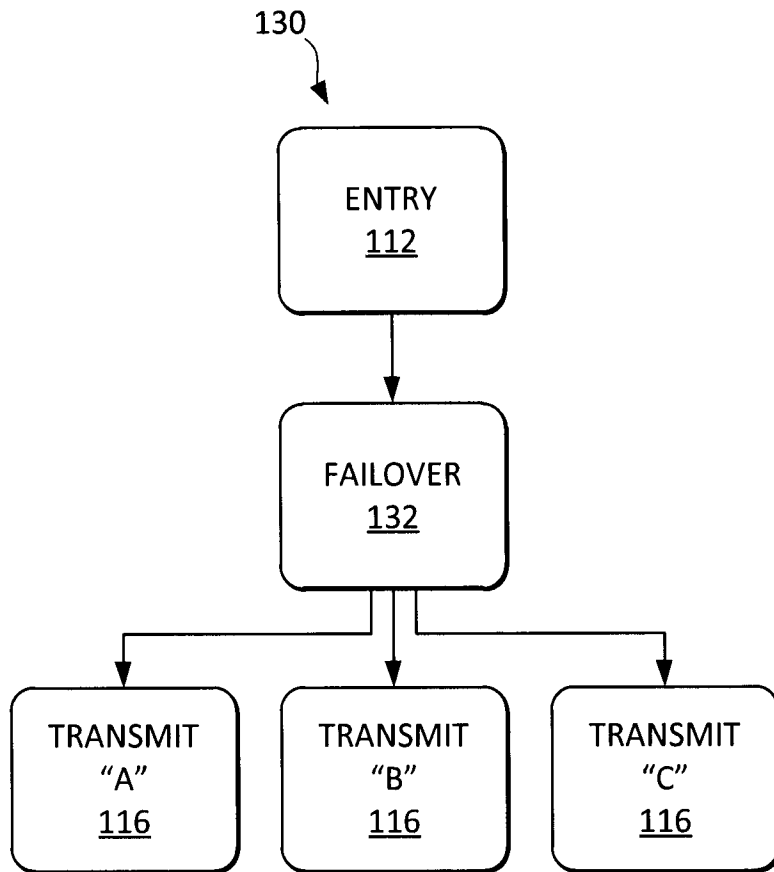 130
ENTRY
112
FAILOVER
132
TRANSMIT
“A”
116
TRANSMIT
“B”
116
TRANSMIT
“C”
116